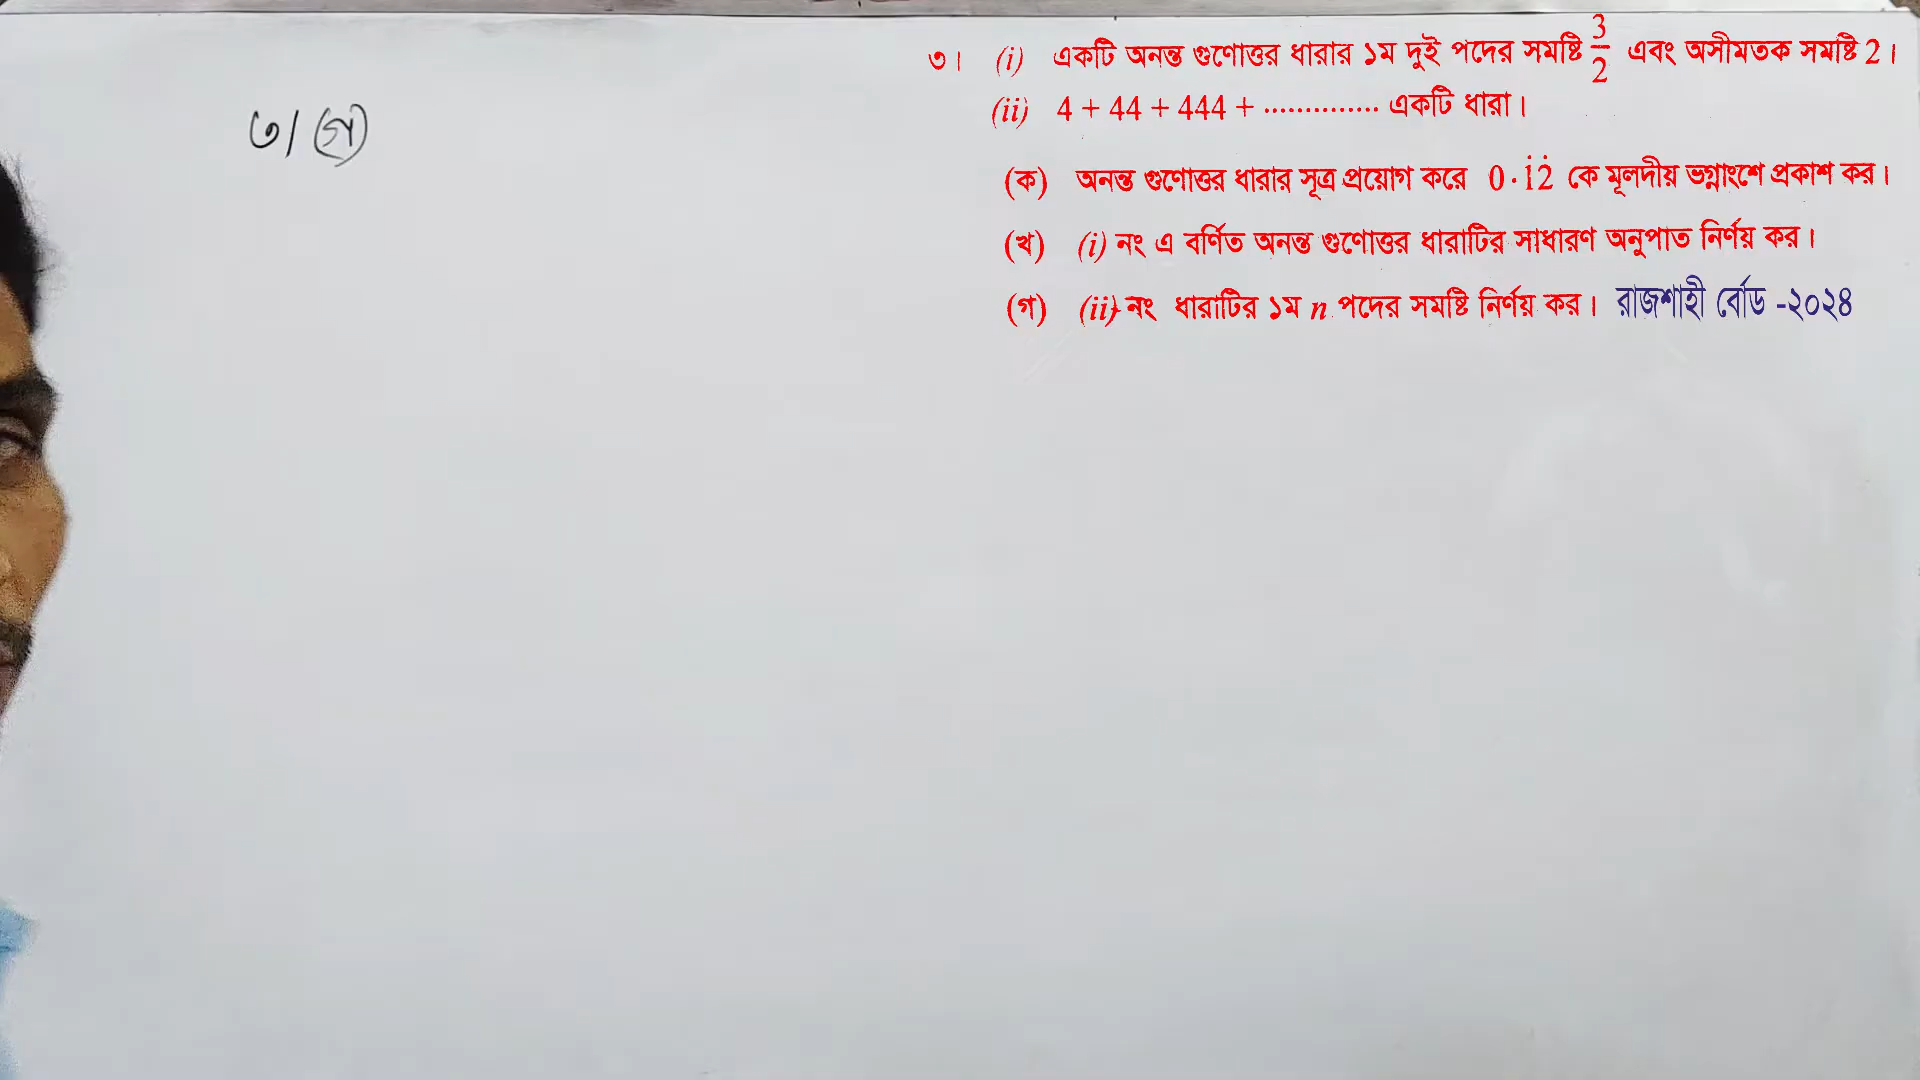 ৩। (i) একটি অনন্ত গুণোত্তর ধারার ১ম দুই পদের সমষ্টি 3/2 এবং অসীমতক সমষ্টি 2।
(ii) 4 + 44 + 444 + .............. একটি ধারা।
৩। (গ)
(ক) অনন্ত গুণোত্তর ধারার সূত্র প্রয়োগ করে 0·1̇2̇ কে মূলদীয় ভগ্নাংশে প্রকাশ কর।
(খ) (i) নং এ বর্ণিত অনন্ত গুণোত্তর ধারাটির সাধারণ অনুপাত নির্ণয় কর।
(গ) (ii) নং ধারাটির ১ম n পদের সমষ্টি নির্ণয় কর। রাজশাহী বোর্ড -২০২৪